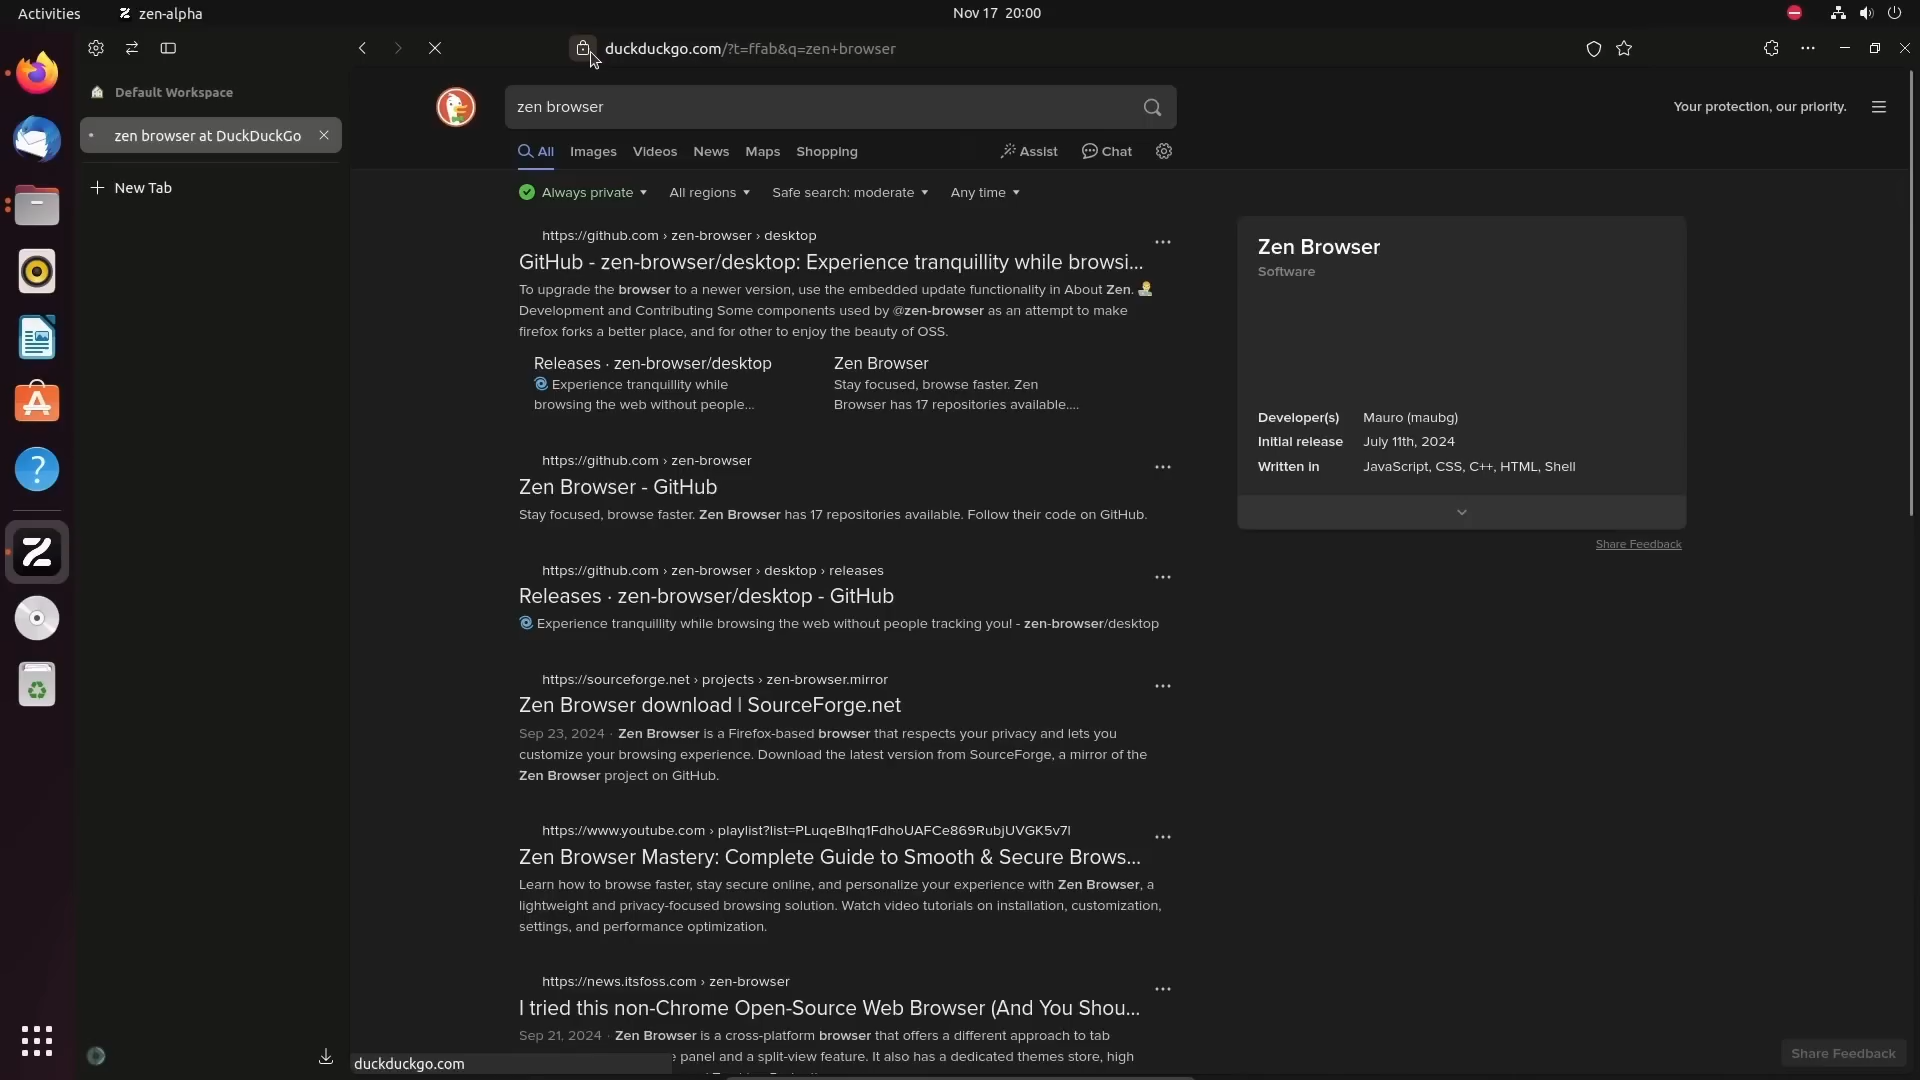 Activities
zen-alpha
Nov 17 20:00
duckduckgo.com/?t=ffab&q=zen+browser
Default Workspace
zen browser at DuckDuckGo
New Tab
zen browser
Your protection, our priority.
All Images Videos News Maps Shopping Assist Chat
Always private All regions Safe search: moderate Any time
https://github.com › zen-browser › desktop
GitHub - zen-browser/desktop: Experience tranquillity while browsi...
To upgrade the browser to a newer version, use the embedded update functionality in About Zen.
Development and Contributing Some components used by @zen-browser as an attempt to make
firefox forks a better place, and for other to enjoy the beauty of OSS.
Releases · zen-browser/desktop
Experience tranquillity while
browsing the web without people...
Zen Browser
Stay focused, browse faster. Zen
Browser has 17 repositories available....
https://github.com › zen-browser
Zen Browser - GitHub
Stay focused, browse faster. Zen Browser has 17 repositories available. Follow their code on GitHub.
https://github.com › zen-browser › desktop › releases
Releases · zen-browser/desktop - GitHub
Experience tranquillity while browsing the web without people tracking you! - zen-browser/desktop
https://sourceforge.net › projects › zen-browser.mirror
Zen Browser download | SourceForge.net
Sep 23, 2024 · Zen Browser is a Firefox-based browser that respects your privacy and lets you
customize your browsing experience. Download the latest version from SourceForge, a mirror of the
Zen Browser project on GitHub.
https://www.youtube.com › playlist?list=PLuqeBIhq1FdhoUAFCe869RubjUVGK5v7l
Zen Browser Mastery: Complete Guide to Smooth & Secure Brows...
Learn how to browse faster, stay secure online, and personalize your experience with Zen Browser, a
lightweight and privacy-focused browsing solution. Watch video tutorials on installation, customization,
settings, and performance optimization.
https://news.itsfoss.com › zen-browser
I tried this non-Chrome Open-Source Web Browser (And You Shou...
Sep 21, 2024 · Zen Browser is a cross-platform browser that offers a different approach to tab
panel and a split-view feature. It also has a dedicated themes store, high
duckduckgo.com
Zen Browser
Software
Developer(s) Mauro (maubg)
Initial release July 11th, 2024
Written in JavaScript, CSS, C++, HTML, Shell
Share Feedback
Share Feedback